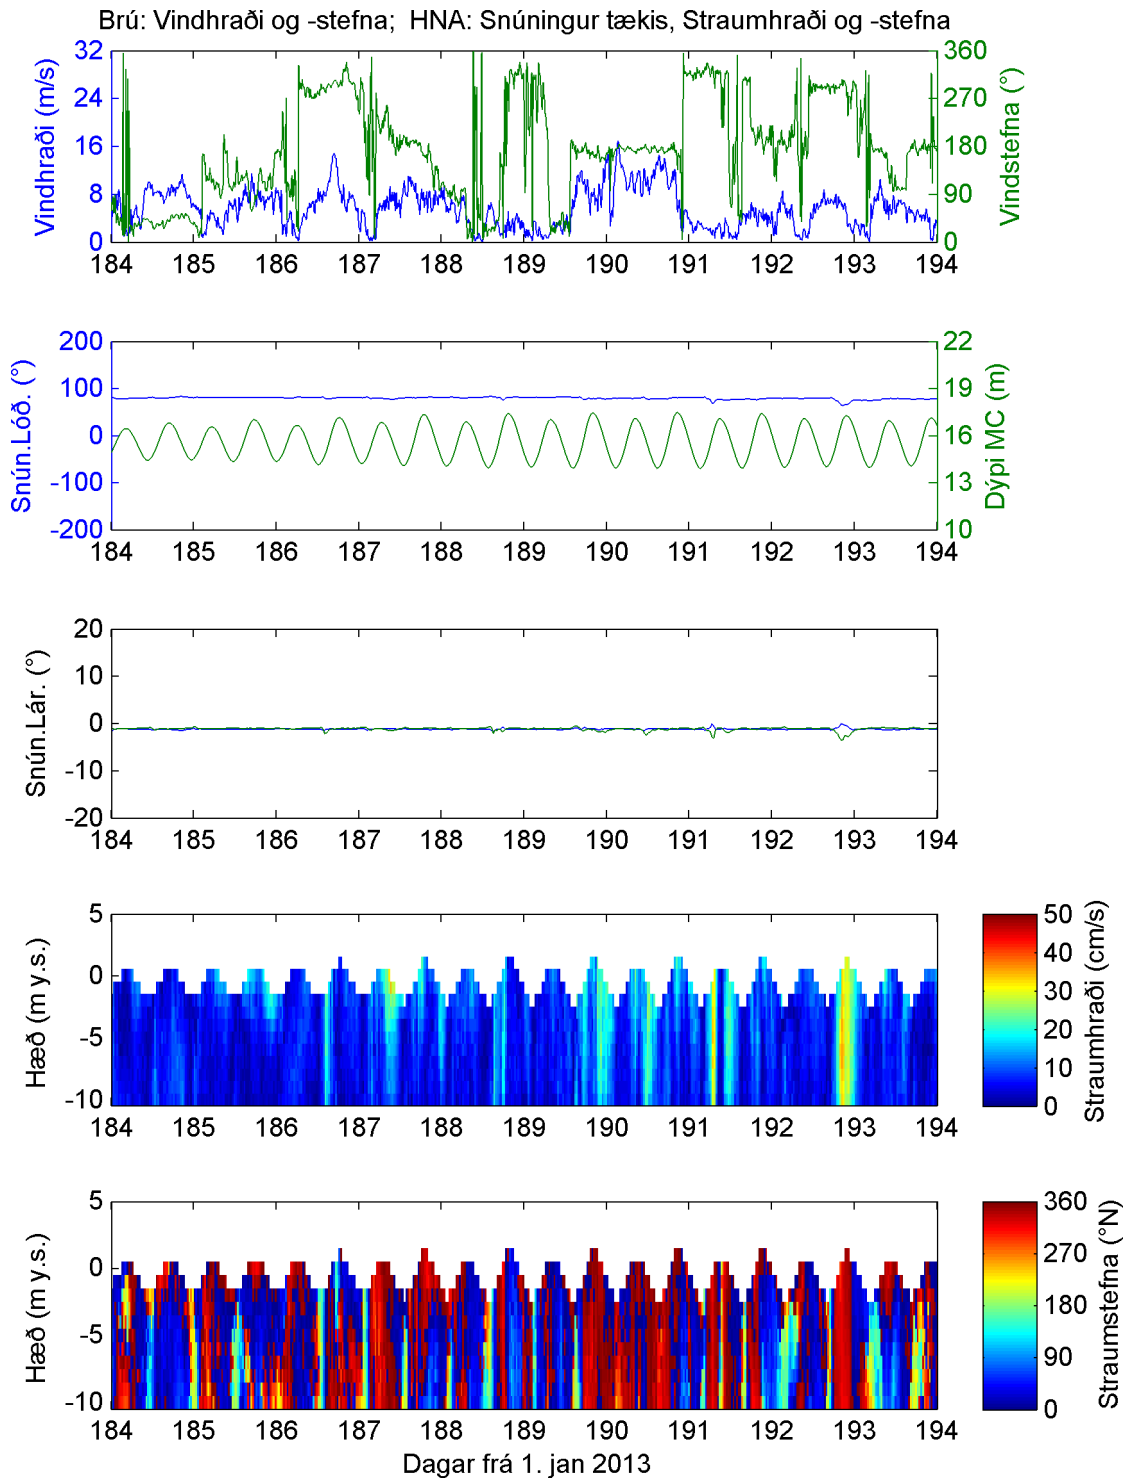 Brú: Vindhraði og -stefna;  HNA: Snúningur tækis, Straumhraði og -stefna
Vindhraði (m/s)
32
24
16
8
0
360
270
180
90
0
Vindstefna (°)
184 185 186 187 188 189 190 191 192 193 194
Snún.Lóð. (°)
200
100
0
-100
-200
22
19
16
13
10
Dýpi MC (m)
184 185 186 187 188 189 190 191 192 193 194
Snún.Lár. (°)
20
10
0
-10
-20
184 185 186 187 188 189 190 191 192 193 194
Hæð (m y.s.)
5
0
-5
-10
184 185 186 187 188 189 190 191 192 193 194
50
40
30
20
10
0
Straumhraði (cm/s)
Hæð (m y.s.)
5
0
-5
-10
184 185 186 187 188 189 190 191 192 193 194
360
270
180
90
0
Straumstefna (°N)
Dagar frá 1. jan 2013